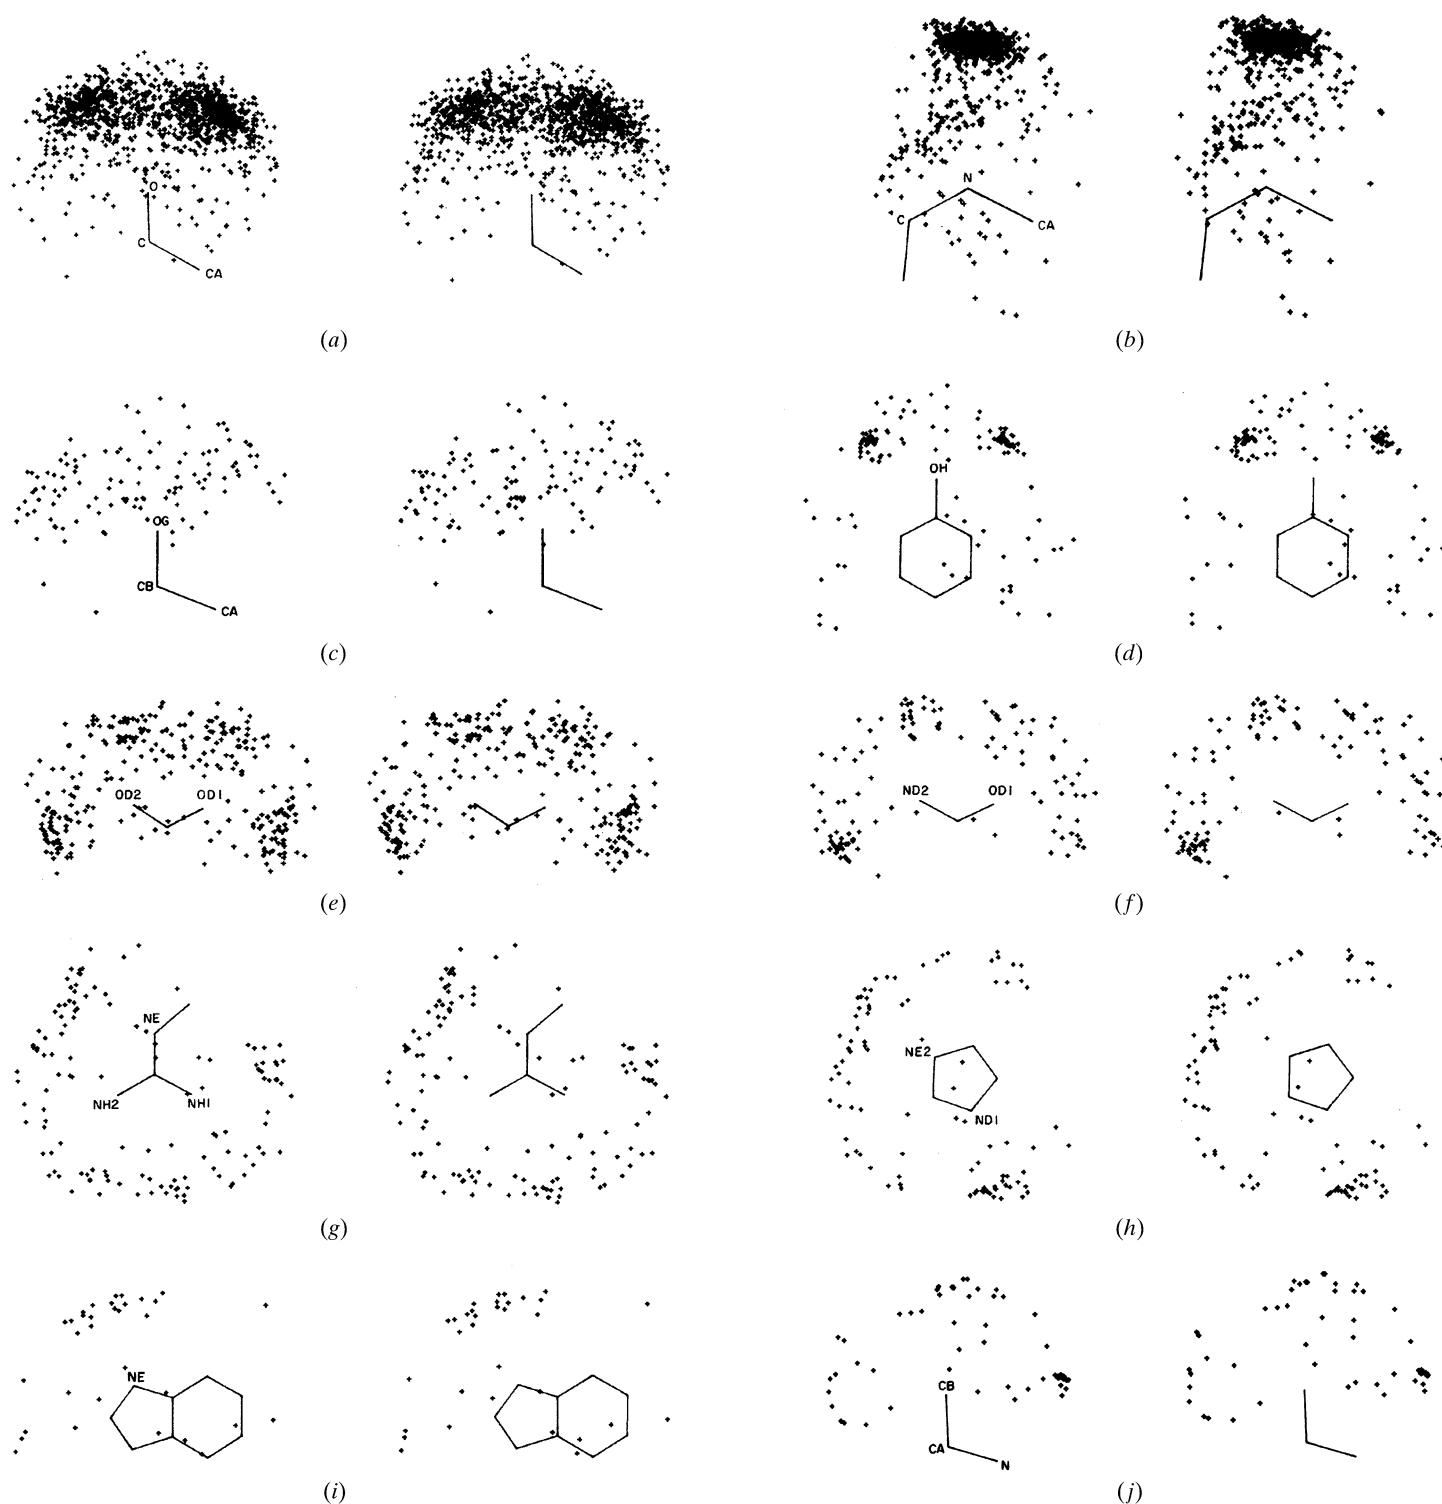 O
C
CA
(a)
N
C
CA
(b)
OG
CB
CA
(c)
OH
(d)
OD2 OD1
(e)
ND2 OD1
(f)
NE
NH2 NH1
(g)
NE2
ND1
(h)
NE
(i)
CB
CA
N
(j)